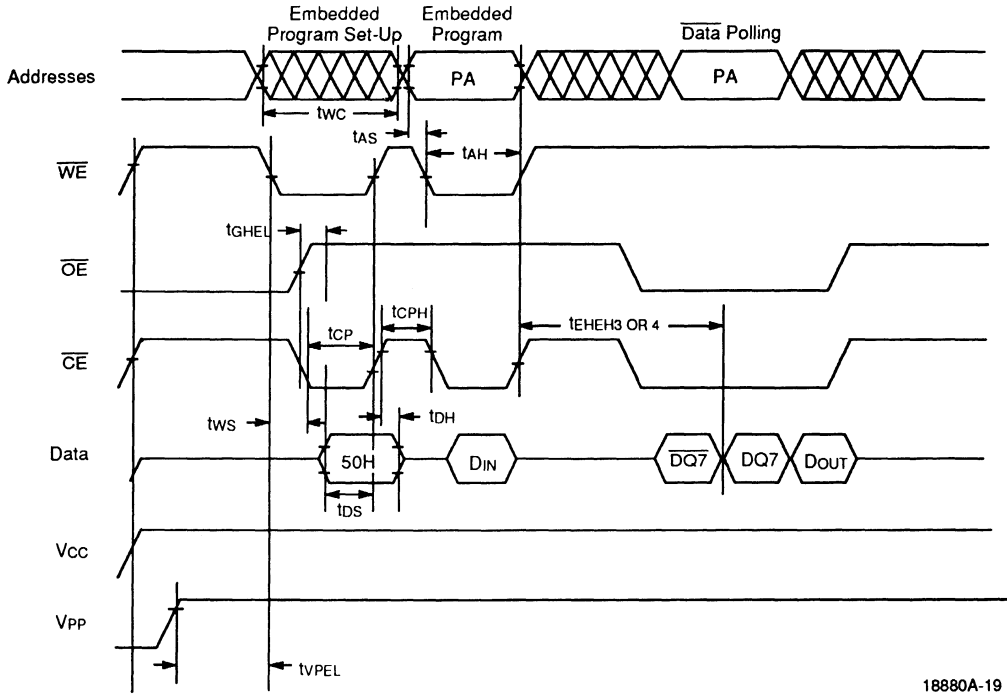 Embedded
Program Set-Up
Embedded
Program
Data Polling
Addresses
PA
PA
tWC
tAS
tAH
WE
tGHEL
OE
tCP
tCPH
tEHEH3 OR 4
CE
tWS
tDH
Data
50H
DIN
DQ7
DQ7
DOUT
tDS
VCC
VPP
tVPEL
18880A-19